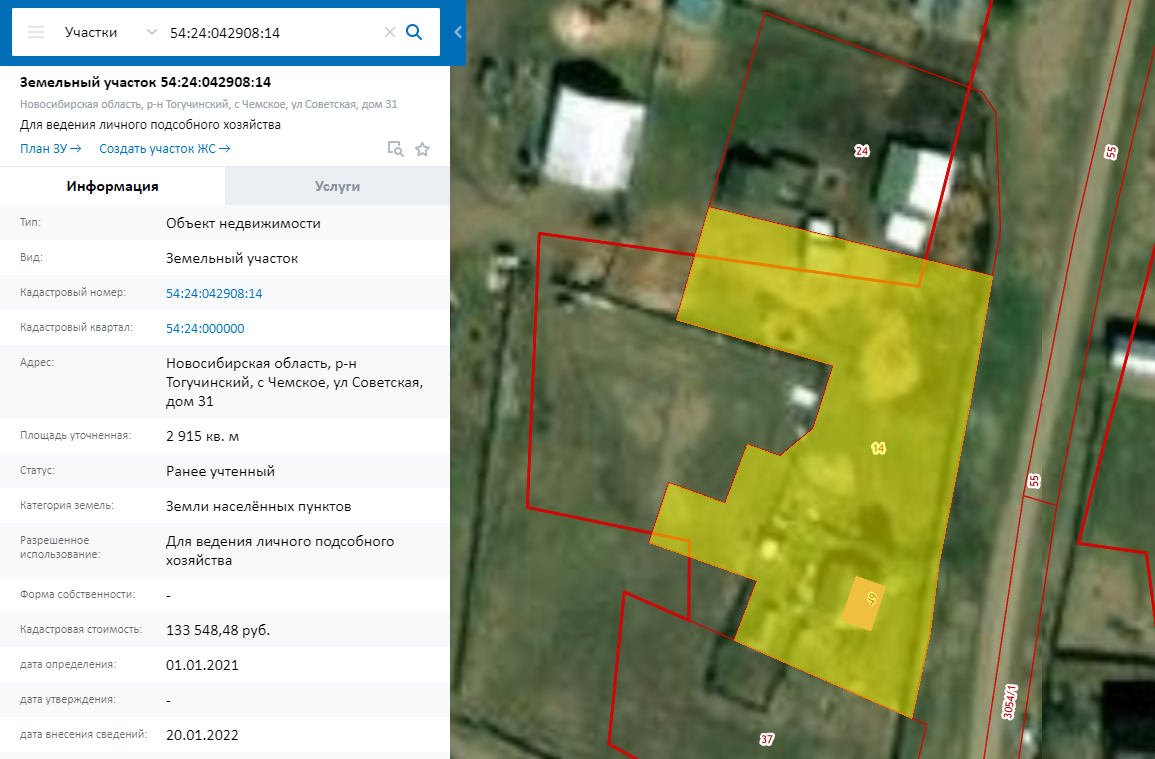 Участки 54:24:042908:14
Земельный участок 54:24:042908:14
Новосибирская область, р-н Тогучинский, с Чемское, ул Советская, дом 31
Для ведения личного подсобного хозяйства
План ЗУ → Создать участок ЖС →
Информация Услуги
Тип: Объект недвижимости
Вид: Земельный участок
Кадастровый номер: 54:24:042908:14
Кадастровый квартал: 54:24:000000
Адрес: Новосибирская область, р-н
Тогучинский, с Чемское, ул Советская,
дом 31
Площадь уточненная: 2 915 кв. м
Статус: Ранее учтенный
Категория земель: Земли населённых пунктов
Разрешенное использование: Для ведения личного подсобного
хозяйства
Форма собственности: -
Кадастровая стоимость: 133 548,48 руб.
дата определения: 01.01.2021
дата утверждения: -
дата внесения сведений: 20.01.2022
24
55
14
55
3054/1
37